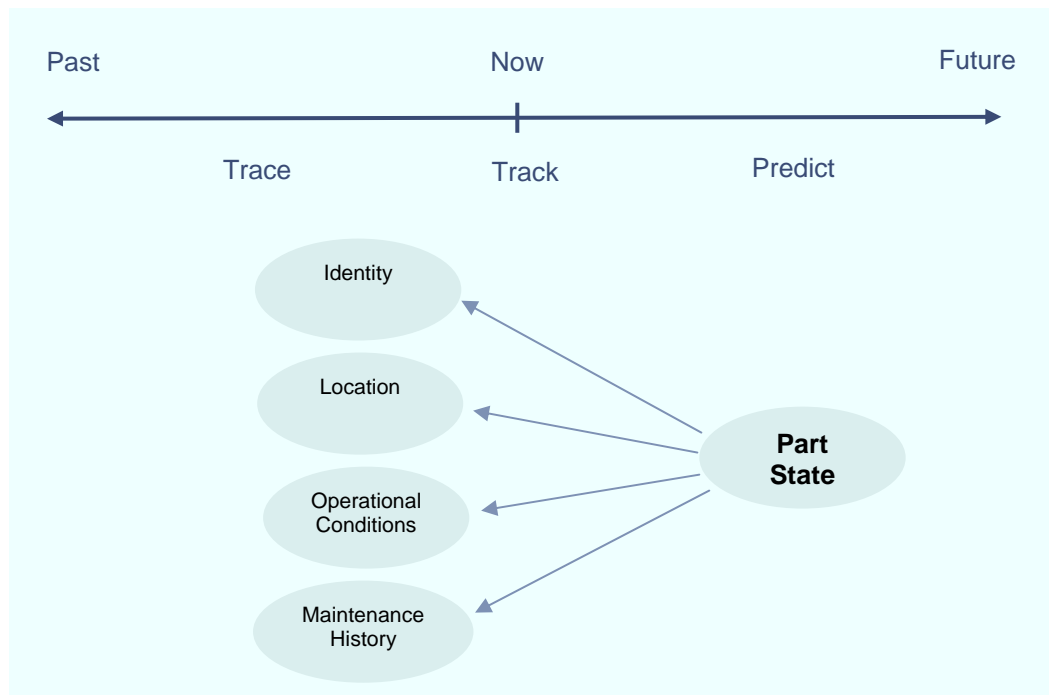 Past Now Future
Trace Track Predict
Identity
Location
Part
State
Operational
Conditions
Maintenance
History